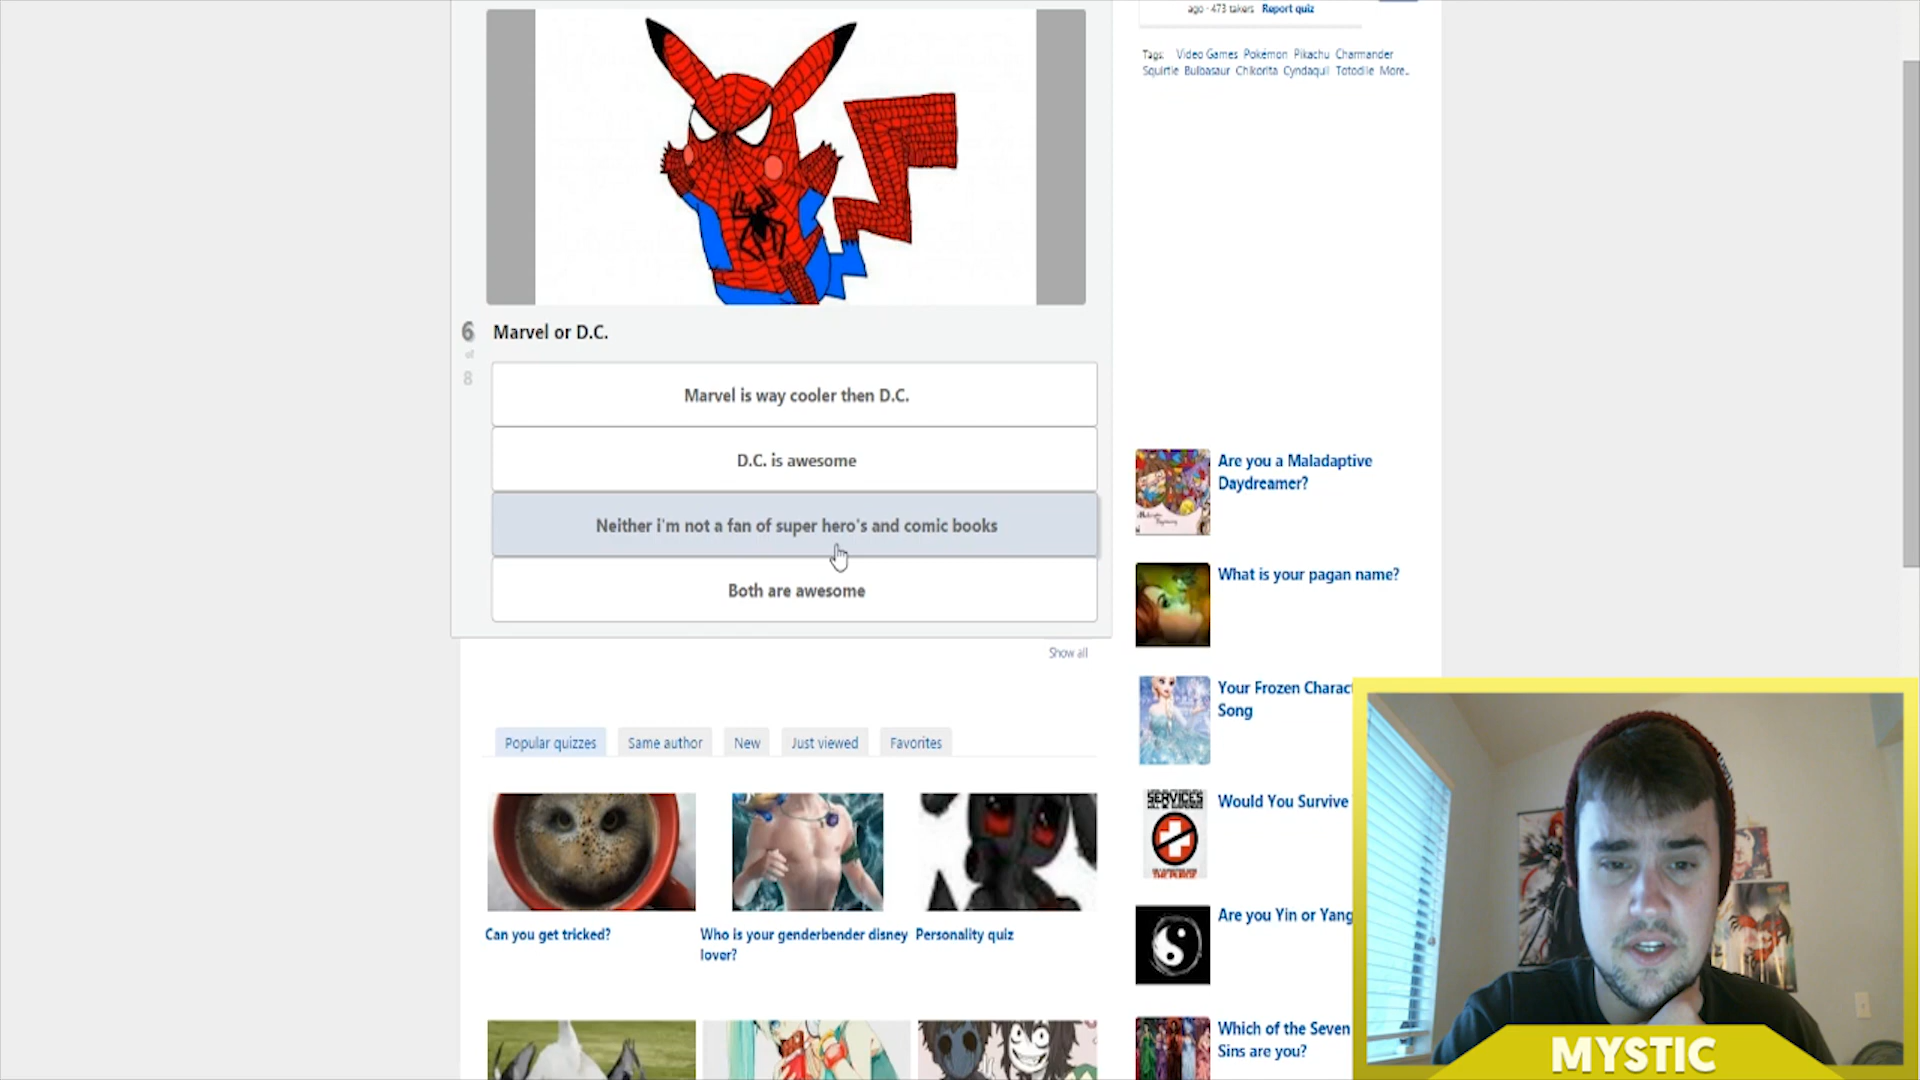 ago - 473 takers Report quiz
Tags: Video Games Pokémon Pikachu Charmander
Squirtle Bulbasaur Chikorita Cyndaquil Totodile More..
6
of
8
Marvel or D.C.
Marvel is way cooler then D.C.
D.C. is awesome
Neither i'm not a fan of super hero's and comic books
Both are awesome
Show all
Popular quizzes
Same author
New
Just viewed
Favorites
Can you get tricked?
Who is your genderbender disney
lover?
Personality quiz
Are you a Maladaptive
Daydreamer?
What is your pagan name?
Your Frozen Charac
Song
SERVICES
THE PURGE
Would You Survive
Are you Yin or Yang
Which of the Seven
Sins are you?
MYSTIC